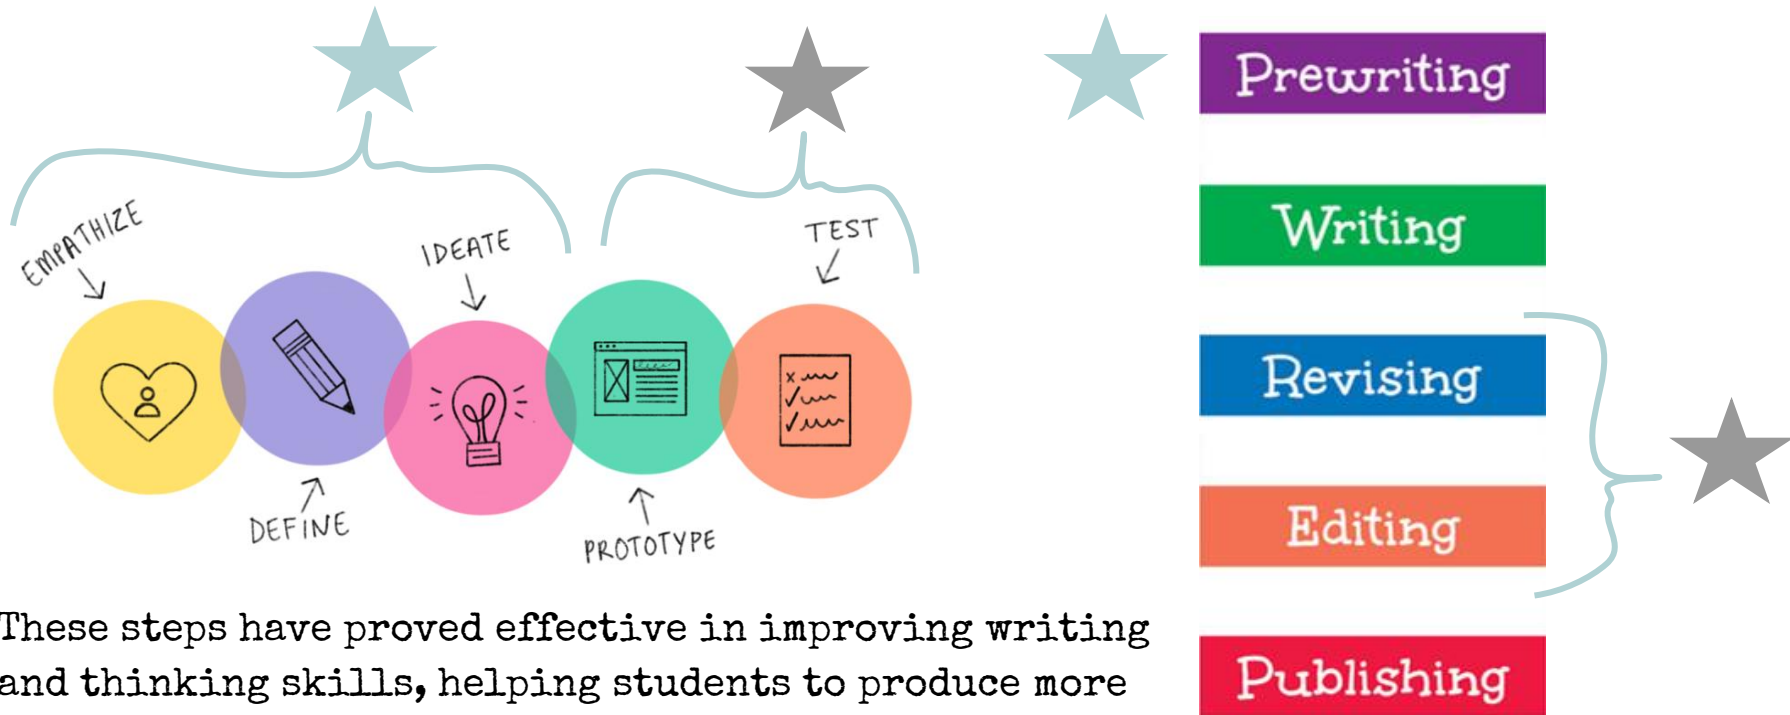 EMPATHIZE
DEFINE
IDEATE
PROTOTYPE
TEST
Prewriting
Writing
Revising
Editing
Publishing
These steps have proved effective in improving writing
and thinking skills, helping students to produce more